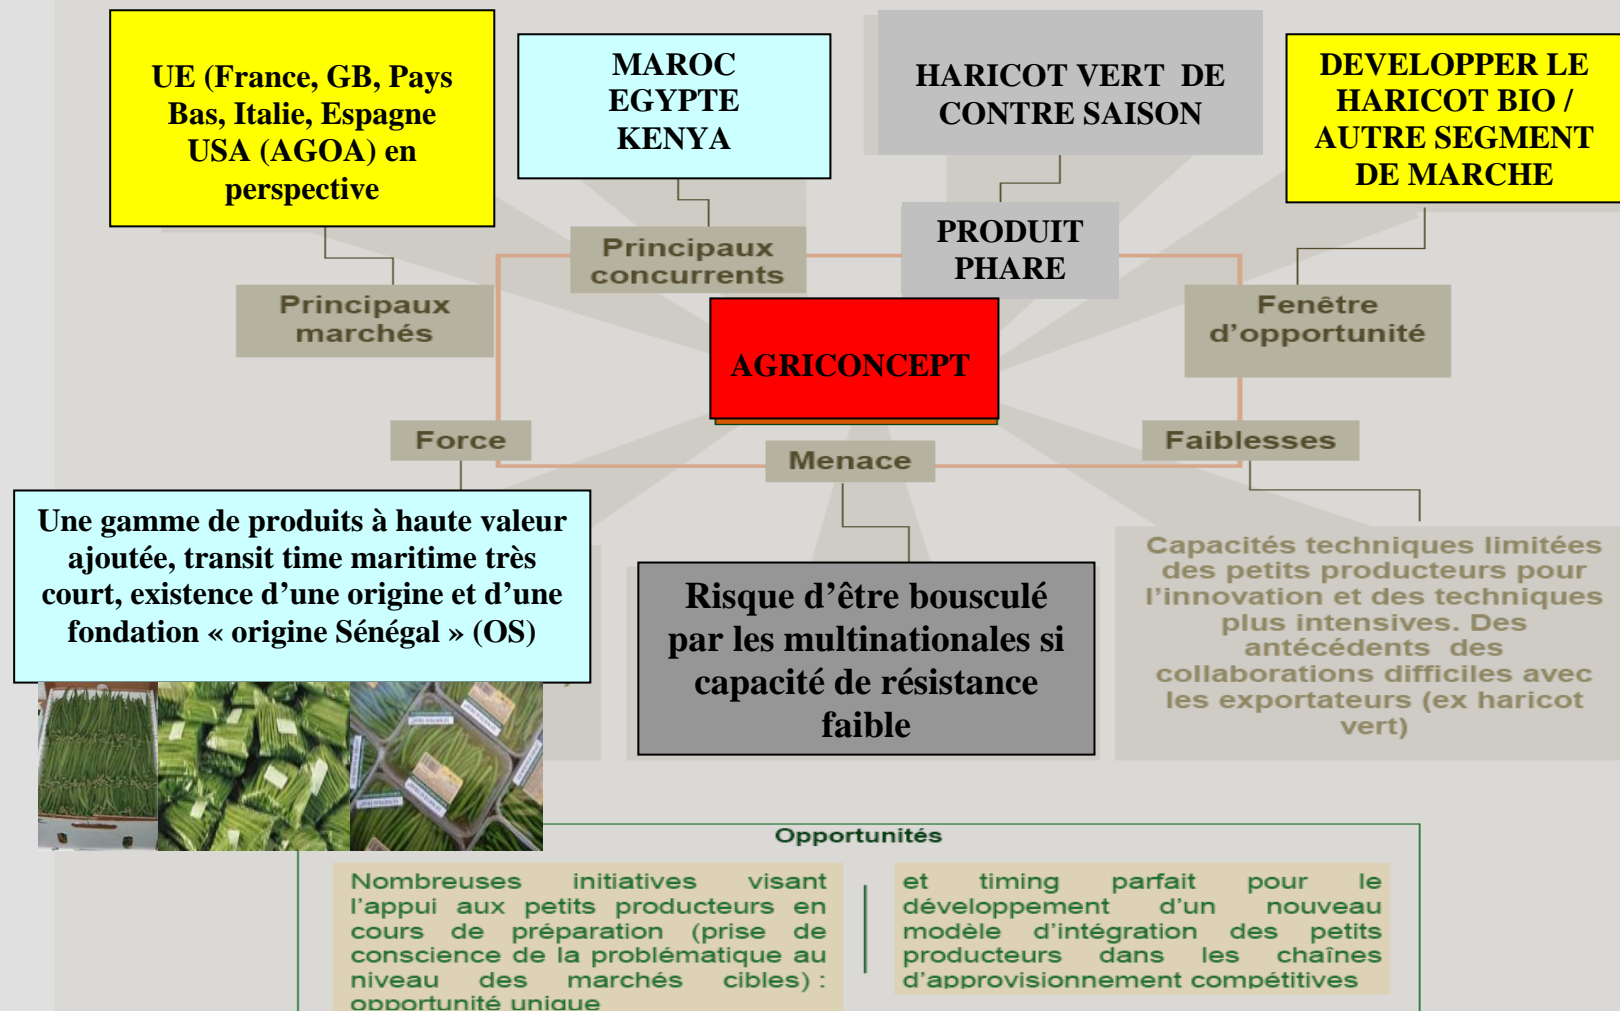 UE (France, GB, Pays
Bas, Italie, Espagne
USA (AGOA) en
perspective
MAROC
EGYPTE
KENYA
HARICOT VERT DE
CONTRE SAISON
DEVELOPPER LE
HARICOT BIO /
AUTRE SEGMENT
DE MARCHE
Principaux
marchés
Principaux
concurrents
PRODUIT
PHARE
Fenêtre
d’opportunité
AGRICONCEPT
Force
Menace
Faiblesses
Une gamme de produits à haute valeur
ajoutée, transit time maritime très
court, existence d’une origine et d’une
fondation « origine Sénégal » (OS)
Risque d’être bousculé
par les multinationales si
capacité de résistance
faible
Capacités techniques limitées
des petits producteurs pour
l’innovation et des techniques
plus intensives. Des
antécédents des
collaborations difficiles avec
les exportateurs (ex haricot
vert)
Opportunités
Nombreuses initiatives visant
l’appui aux petits producteurs en
cours de préparation (prise de
conscience de la problématique au
niveau des marchés cibles) :
opportunité unique
et timing parfait pour le
développement d’un nouveau
modèle d’intégration des petits
producteurs dans les chaînes
d’approvisionnement compétitives